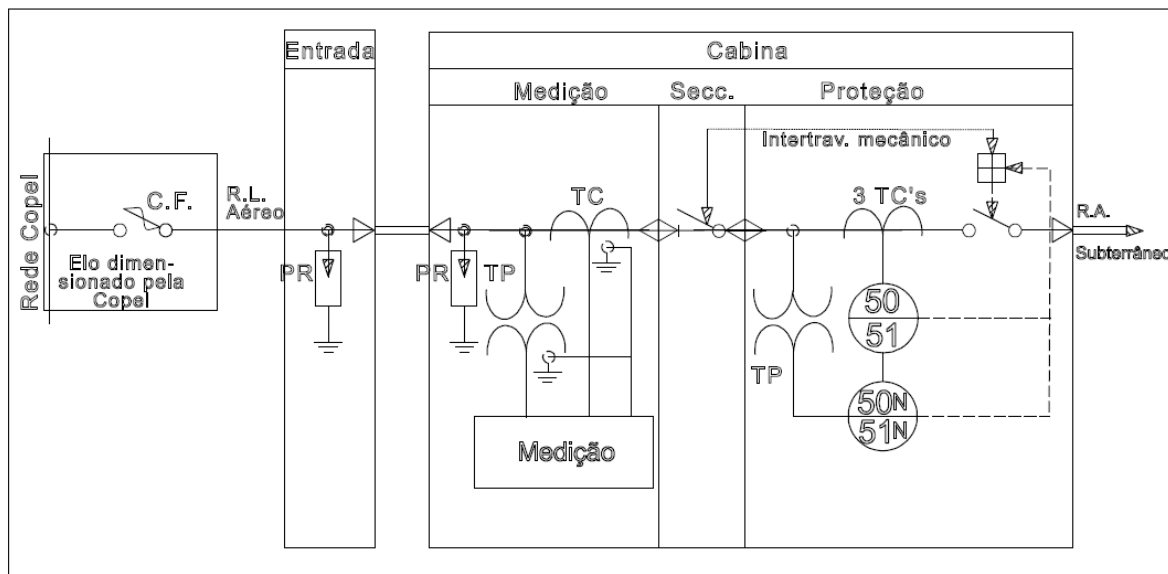 Entrada
Cabina
Medição
Secc.
Proteção
Rede Copel
C.F.
R.L.
Aéreo
Elo dimen-
sionado pela
Copel
PR
PR
TP
TC
Intertrav. mecânico
3 TC's
50
51
50N
51N
TP
R.A.
Subterrâneo
Medição